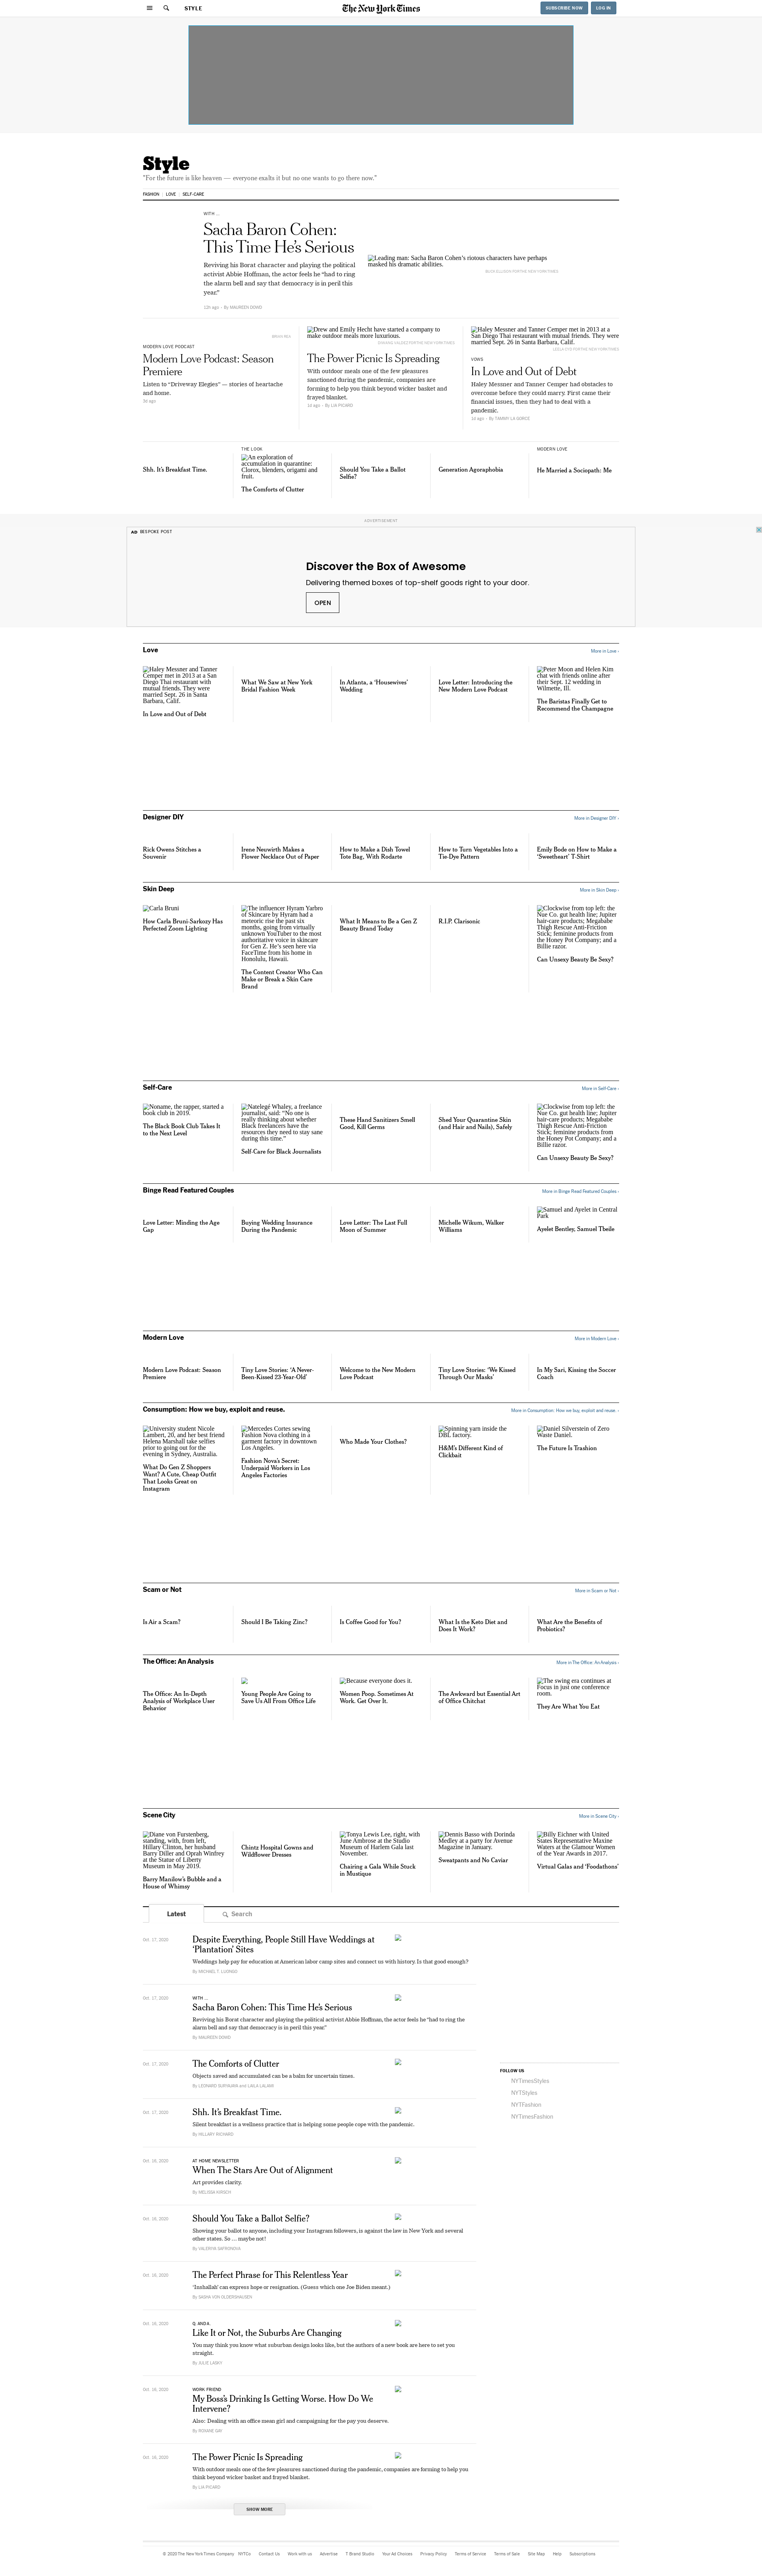 STYLE
The New York Times
SUBSCRIBE NOW
LOG IN
Style
"For the future is like heaven — everyone exalts it but no one wants to go there now."
FASHION
LOVE
SELF-CARE
WITH ...
Sacha Baron Cohen:
This Time He's Serious
Reviving his Borat character and playing the political
activist Abbie Hoffman, the actor feels he "had to ring
the alarm bell and say that democracy is in peril this
year."
12h ago · By MAUREEN DOWD
Leading man: Sacha Baron Cohen's riotous characters have perhaps
masked his dramatic abilities.
BUCK ELLISON FOR THE NEW YORK TIMES
BRIAN REA
MODERN LOVE PODCAST
Modern Love Podcast: Season
Premiere
Listen to "Driveway Elegies" — stories of heartache
and home.
3d ago
Drew and Emily Hecht have started a company to
make outdoor meals more luxurious.
The Power Picnic Is Spreading
With outdoor meals one of the few pleasures
sanctioned during the pandemic, companies are
forming to help you think beyond wicker basket and
frayed blanket.
1d ago · By LIA PICARD
Haley Messner and Tanner Cemper met in 2013 at a
San Diego Thai restaurant with mutual friends. They were
married Sept. 26 in Santa Barbara, Calif.
VOWS
In Love and Out of Debt
Haley Messner and Tanner Cemper had obstacles to
overcome before they could marry. First came their
financial issues, then they had to deal with a
pandemic.
1d ago · By TAMMY LA GORCE
Shh. It's Breakfast Time.
THE LOOK
An exploration of
accumulation in quarantine:
Clorox, blenders, origami and
fruit.
The Comforts of Clutter
Should You Take a Ballot
Selfie?
Generation Agoraphobia
MODERN LOVE
He Married a Sociopath: Me
ADVERTISEMENT
AD BESPOKE POST
Discover the Box of Awesome
Delivering themed boxes of top-shelf goods right to your door.
OPEN
Love
More in Love ›
Haley Messner and Tanner
Cemper met in 2013 at a San
Diego Thai restaurant with
mutual friends. They were
married Sept. 26 in Santa
Barbara, Calif.
In Love and Out of Debt
What We Saw at New York
Bridal Fashion Week
In Atlanta, a 'Housewives'
Wedding
Love Letter: Introducing the
New Modern Love Podcast
Peter Moon and Helen Kim
chat with friends online after
their Sept. 12 wedding in
Wilmette, Ill.
The Baristas Finally Get to
Recommend the Champagne
Designer DIY
More in Designer DIY ›
Rick Owens Stitches a
Souvenir
Irene Neuwirth Makes a
Flower Necklace Out of Paper
How to Make a Dish Towel
Tote Bag, With Rodarte
How to Turn Vegetables Into a
Tie-Dye Pattern
Emily Bode on How to Make a
'Sweetheart' T-Shirt
Skin Deep
More in Skin Deep ›
Carla Bruni
How Carla Bruni-Sarkozy Has
Perfected Zoom Lighting
The influencer Hyram Yarbro
of Skincare by Hyram had a
meteoric rise the past six
months, going from virtually
unknown YouTuber to the most
authoritative voice in skincare
for Gen Z. He's seen here via
FaceTime from his home in
Honolulu, Hawaii.
The Content Creator Who Can
Make or Break a Skin Care
Brand
What It Means to Be a Gen Z
Beauty Brand Today
R.I.P. Clarisonic
Clockwise from top left: the
Nue Co. gut health line; Jupiter
hair-care products; Megababe
Thigh Rescue Anti-Friction
Stick; feminine products from
the Honey Pot Company; and a
Billie razor.
Can Unsexy Beauty Be Sexy?
Self-Care
More in Self-Care ›
Noname, the rapper, started a
book club in 2019.
The Black Book Club Takes It
to the Next Level
Natelegé Whaley, a freelance
journalist, said: "No one is
really thinking about whether
Black freelancers have the
resources they need to stay sane
during this time."
Self-Care for Black Journalists
These Hand Sanitizers Smell
Good, Kill Germs
Shed Your Quarantine Skin
(and Hair and Nails), Safely
Clockwise from top left: the
Nue Co. gut health line; Jupiter
hair-care products; Megababe
Thigh Rescue Anti-Friction
Stick; feminine products from
the Honey Pot Company; and a
Billie razor.
Can Unsexy Beauty Be Sexy?
Binge Read Featured Couples
More in Binge Read Featured Couples ›
Love Letter: Minding the Age
Gap
Buying Wedding Insurance
During the Pandemic
Love Letter: The Last Full
Moon of Summer
Michelle Wikum, Walker
Williams
Samuel and Ayelet in Central
Park
Ayelet Bentley, Samuel Tbeile
Modern Love
More in Modern Love ›
Modern Love Podcast: Season
Premiere
Tiny Love Stories: 'A Never-
Been-Kissed 23-Year-Old'
Welcome to the New Modern
Love Podcast
Tiny Love Stories: 'We Kissed
Through Our Masks'
In My Sari, Kissing the Soccer
Coach
Consumption: How we buy, exploit and reuse.
More in Consumption: How we buy, exploit and reuse. ›
University student Nicole
Lambert, 20, and her best friend
Helena Marshall take selfies
prior to going out for the
evening in Sydney, Australia.
What Do Gen Z Shoppers
Want? A Cute, Cheap Outfit
That Looks Great on
Instagram
Mercedes Cortes sewing
Fashion Nova clothing in a
garment factory in downtown
Los Angeles.
Fashion Nova's Secret:
Underpaid Workers in Los
Angeles Factories
Who Made Your Clothes?
Spinning yarn inside the
DBL factory.
H&M's Different Kind of
Clickbait
Daniel Silverstein of Zero
Waste Daniel.
The Future Is Trashion
Scam or Not
More in Scam or Not ›
Is Air a Scam?
Should I Be Taking Zinc?
Is Coffee Good for You?
What Is the Keto Diet and
Does It Work?
What Are the Benefits of
Probiotics?
The Office: An Analysis
More in The Office: An Analysis ›
The Office: An In-Depth
Analysis of Workplace User
Behavior
Young People Are Going to
Save Us All From Office Life
Because everyone does it.
Women Poop. Sometimes At
Work. Get Over It.
The Awkward but Essential Art
of Office Chitchat
The swing era continues at
Focus in just one conference
room.
They Are What You Eat
Scene City
More in Scene City ›
Diane von Furstenberg,
standing, with, from left,
Hillary Clinton, her husband
Barry Diller and Oprah Winfrey
at the Statue of Liberty
Museum in May 2019.
Barry Manilow's Bubble and a
House of Whimsy
Chintz Hospital Gowns and
Wildflower Dresses
Tonya Lewis Lee, right, with
June Ambrose at the Studio
Museum of Harlem Gala last
November.
Chairing a Gala While Stuck
in Mustique
Dennis Basso with Dorinda
Medley at a party for Avenue
Magazine in January.
Sweatpants and No Caviar
Billy Eichner with United
States Representative Maxine
Waters at the Glamour Women
of the Year Awards in 2017.
Virtual Galas and 'Foodathons'
Latest
Search
Oct. 17, 2020
Despite Everything, People Still Have Weddings at
'Plantation' Sites
Weddings help pay for education at American labor camp sites and connect us with history. Is that good enough?
By MICHAEL T. LUONGO
Oct. 17, 2020
WITH ...
Sacha Baron Cohen: This Time He's Serious
Reviving his Borat character and playing the political activist Abbie Hoffman, the actor feels he "had to ring the
alarm bell and say that democracy is in peril this year."
By MAUREEN DOWD
Oct. 17, 2020
The Comforts of Clutter
Objects saved and accumulated can be a balm for uncertain times.
Oct. 17, 2020
Shh. It's Breakfast Time.
Silent breakfast is a wellness practice that is helping some people cope with the pandemic.
By HILLARY RICHARD
Oct. 16, 2020
AT HOME NEWSLETTER
When The Stars Are Out of Alignment
Art provides clarity.
By MELISSA KIRSCH
Oct. 16, 2020
Should You Take a Ballot Selfie?
Showing your ballot to anyone, including your Instagram followers, is against the law in New York and several
other states. So ... maybe not?
By VALERIYA SAFRONOVA
Oct. 16, 2020
The Perfect Phrase for This Relentless Year
'Inshallah' can express hope or resignation. (Guess which one Joe Biden meant.)
By SASHA VON OLDERSHAUSEN
Oct. 16, 2020
Q. AND A.
Like It or Not, the Suburbs Are Changing
You may think you know what suburban design looks like, but the authors of a new book are here to set you
straight.
By JULIE LASKY
Oct. 16, 2020
WORK FRIEND
My Boss's Drinking Is Getting Worse. How Do We
Intervene?
Also: Dealing with an office mean girl and campaigning for the pay you deserve.
By ROXANE GAY
Oct. 16, 2020
The Power Picnic Is Spreading
With outdoor meals one of the few pleasures sanctioned during the pandemic, companies are forming to help you
think beyond wicker basket and frayed blanket.
By LIA PICARD
SHOW MORE
FOLLOW US
NYTimesStyles
NYTStyles
NYTFashion
NYTimesFashion
© 2020 The New York Times Company
NYTCo
Contact Us
Work with us
Advertise
T Brand Studio
Your Ad Choices
Privacy Policy
Terms of Service
Terms of Sale
Site Map
Help
Subscriptions